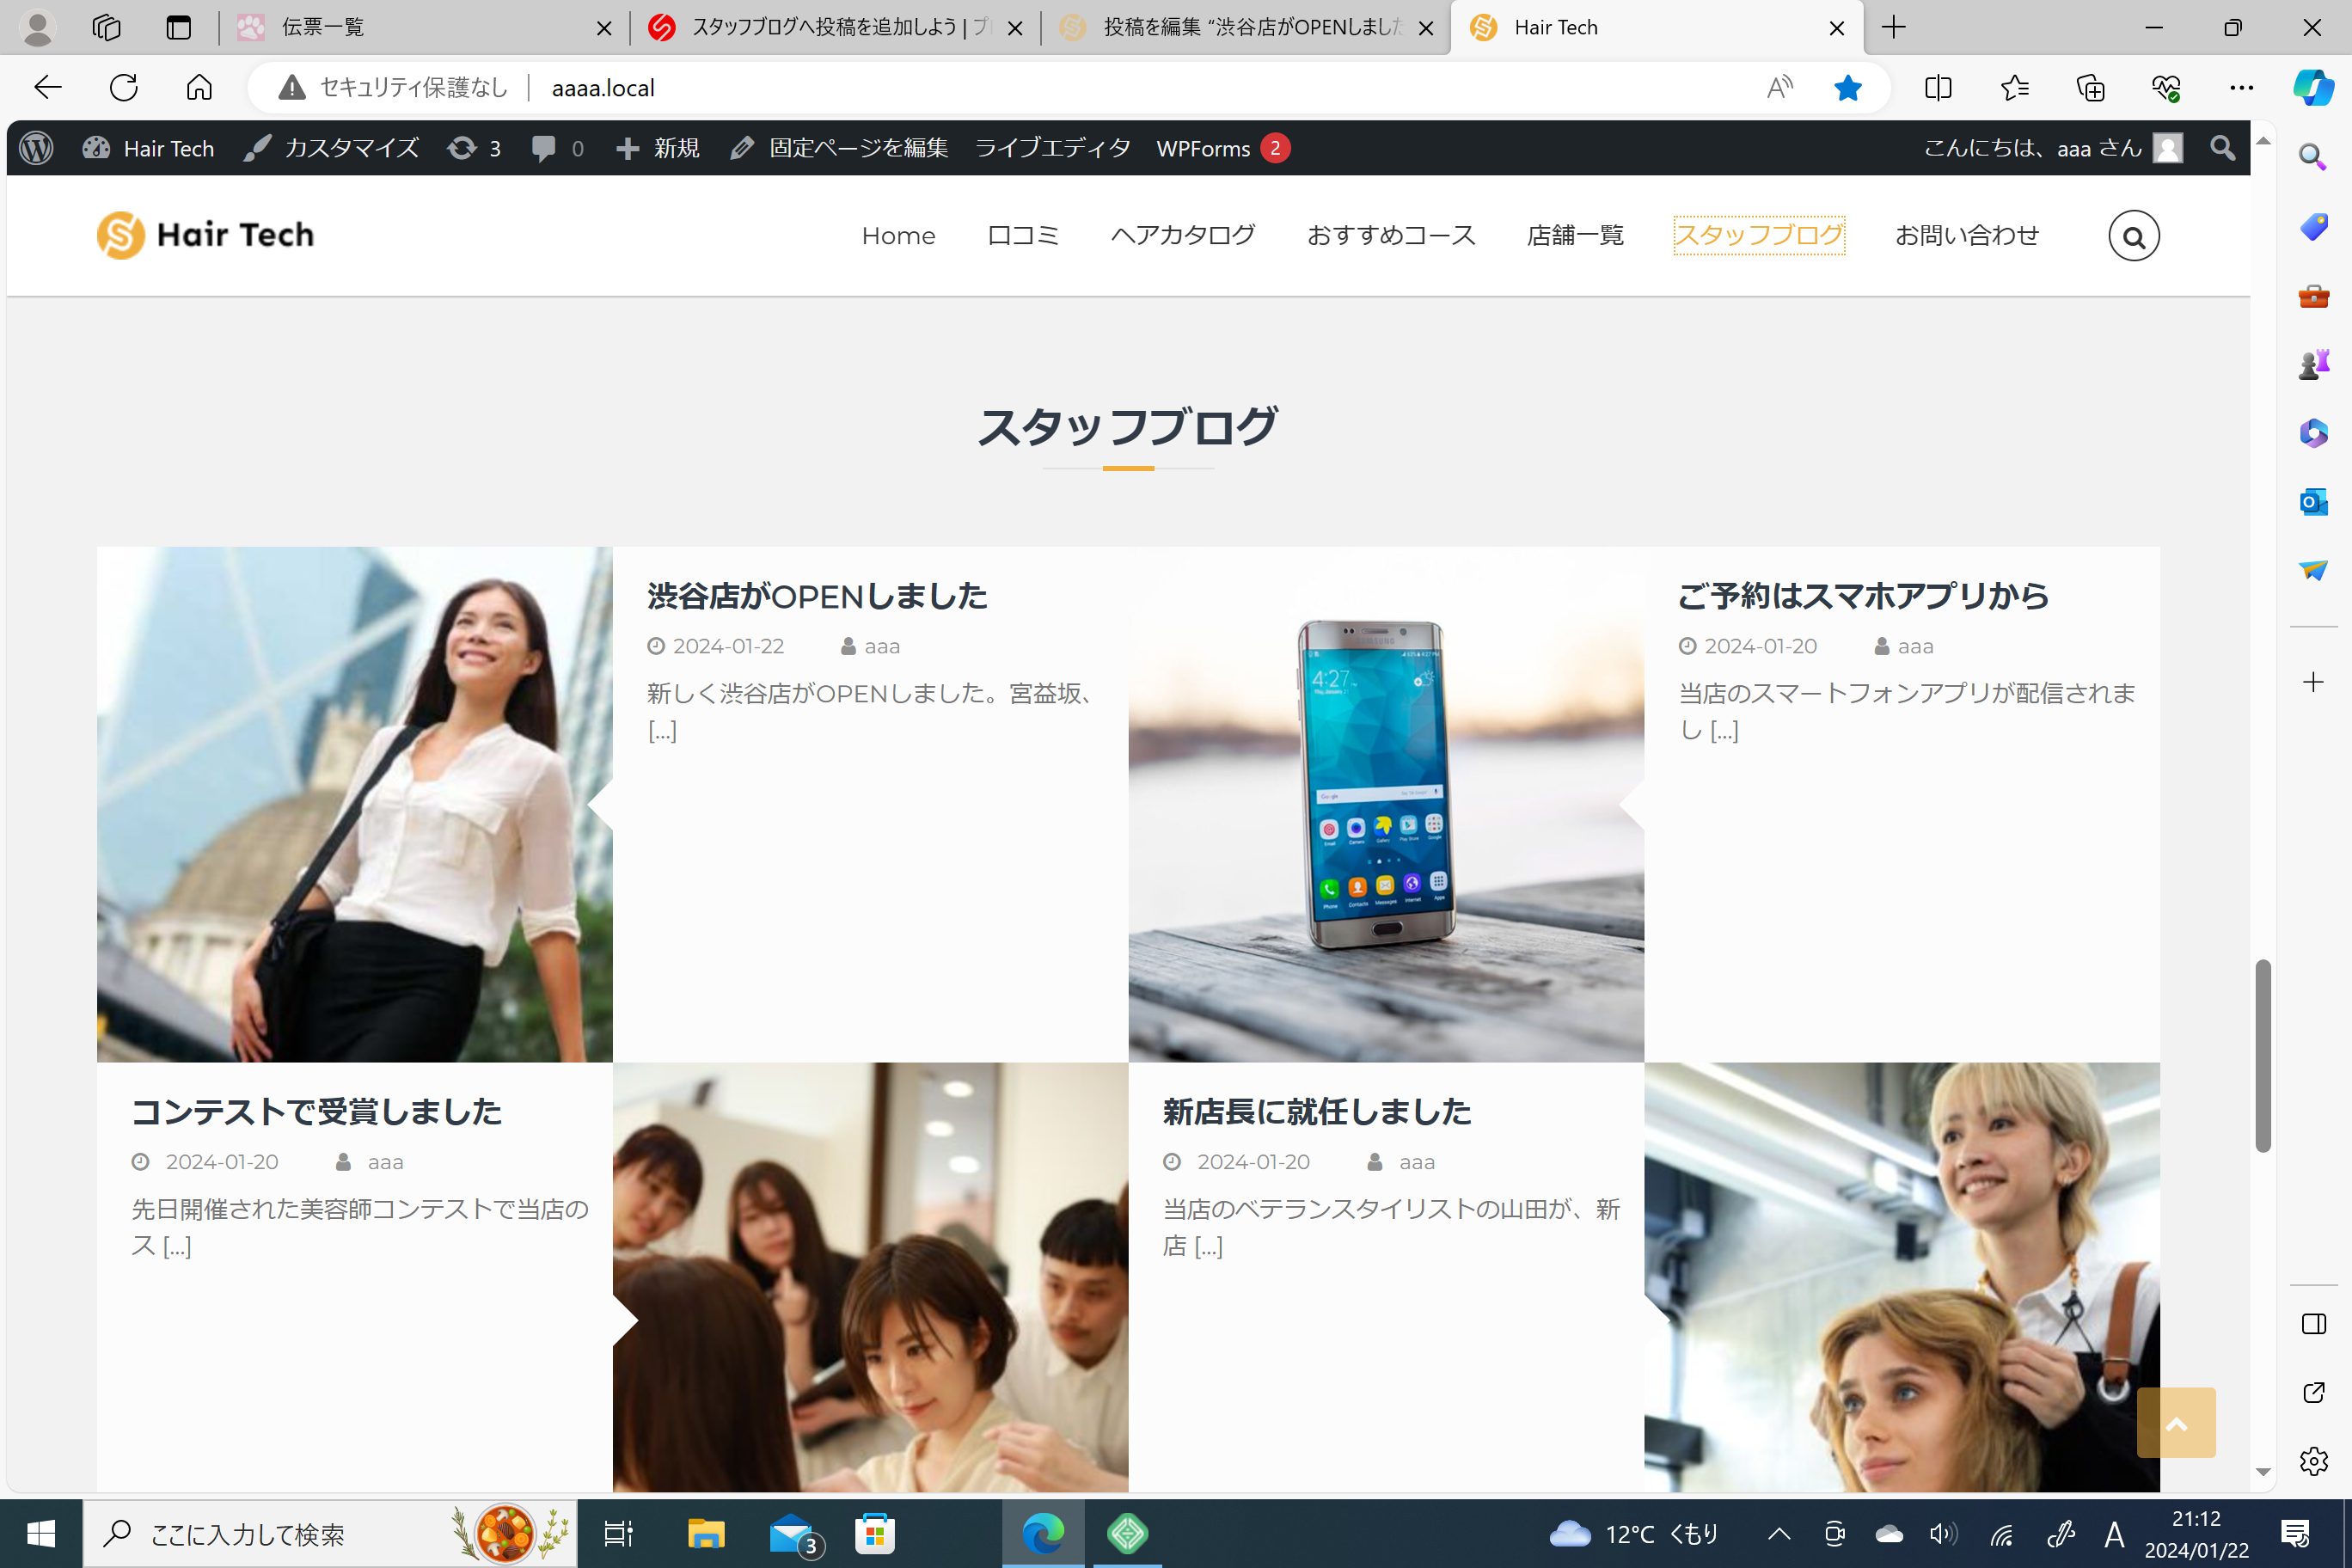 伝票一覧
スタッフブログへ投稿を追加しよう | プ
投稿を編集 “渋谷店がOPENしました
Hair Tech
セキュリティ保護なし
aaaa.local
Hair Tech
カスタマイズ
3
0
新規
固定ページを編集
ライブエディタ
WPForms 2
こんにちは、aaa さん
Hair Tech
Home
口コミ
ヘアカタログ
おすすめコース
店舗一覧
スタッフブログ
お問い合わせ
スタッフブログ
渋谷店がOPENしました
2024-01-22 aaa
新しく渋谷店がOPENしました。宮益坂、
[...]
4:27
Google
ご予約はスマホアプリから
2024-01-20 aaa
当店のスマートフォンアプリが配信されま
し [...]
コンテストで受賞しました
2024-01-20 aaa
先日開催された美容師コンテストで当店の
ス [...]
新店長に就任しました
2024-01-20 aaa
当店のベテランスタイリストの山田が、新
店 [...]
ここに入力して検索
3
12°C くもり
A
21:12
2024/01/22